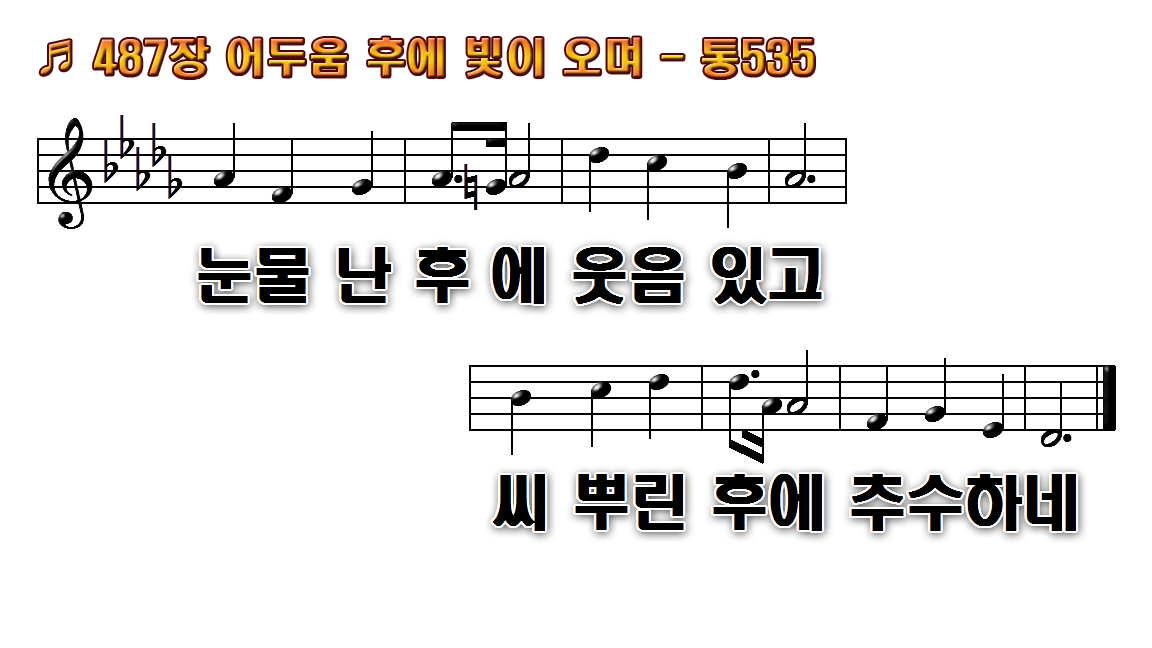 ♬ 487장 어두움 후에 빛이 오며 - 통535
눈물 난 후 에 웃음 있고
씨 뿌린 후에 추수하네